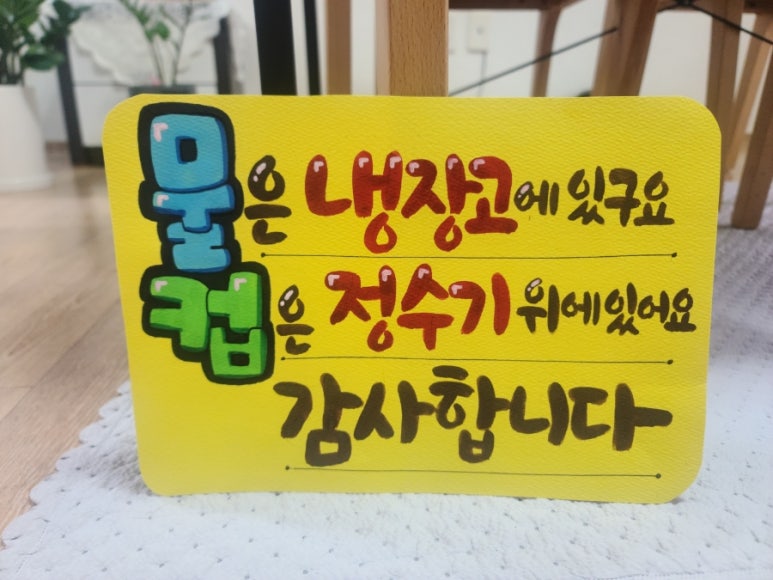 물은 냉장고에 있구요
컵은 정수기 위에있어요
감사합니다